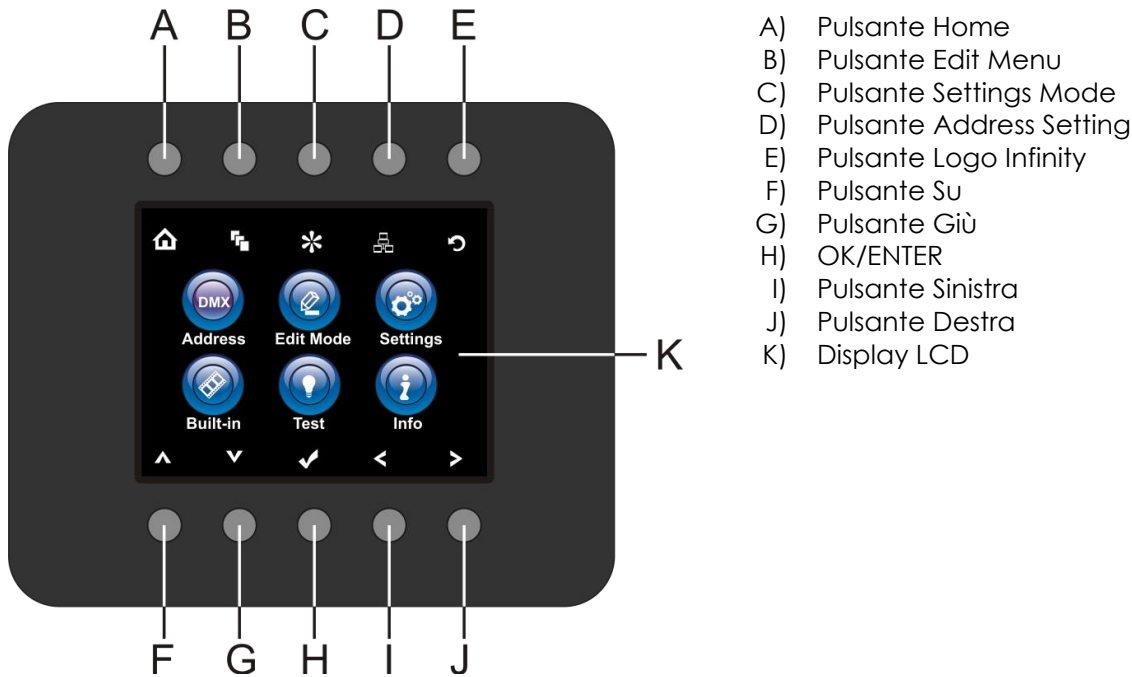 A B C D E
A) Pulsante Home
B) Pulsante Edit Menu
C) Pulsante Settings Mode
D) Pulsante Address Setting
E) Pulsante Logo Infinity
F) Pulsante Su
G) Pulsante Giù
H) OK/ENTER
I) Pulsante Sinistra
J) Pulsante Destra
K) Display LCD
DMX
Address Edit Mode Settings
K
Built-in Test Info
F G H I J